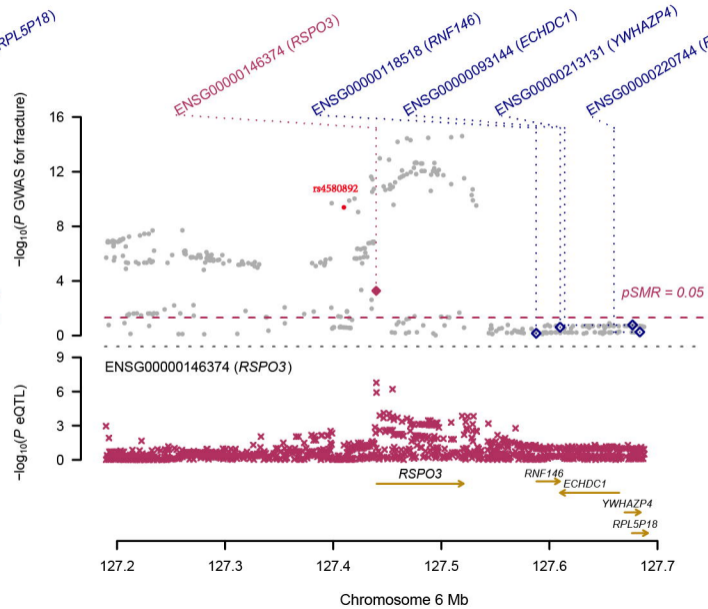 RPL5P18)
ENSG00000146374 (RSPO3)
ENSG00000118518 (RNF146)
ENSG00000093144 (ECHDC1)
ENSG00000213131 (YWHAZP4)
ENSG00000220744 (
−log10(P GWAS for fracture)
16
12
8
4
0
rs4580892
pSMR = 0.05
−log10(P eQTL)
9
6
3
0
ENSG00000146374 (RSPO3)
RSPO3
RNF146
ECHDC1
YWHAZP4
RPL5P18
127.2 127.3 127.4 127.5 127.6 127.7
Chromosome 6 Mb